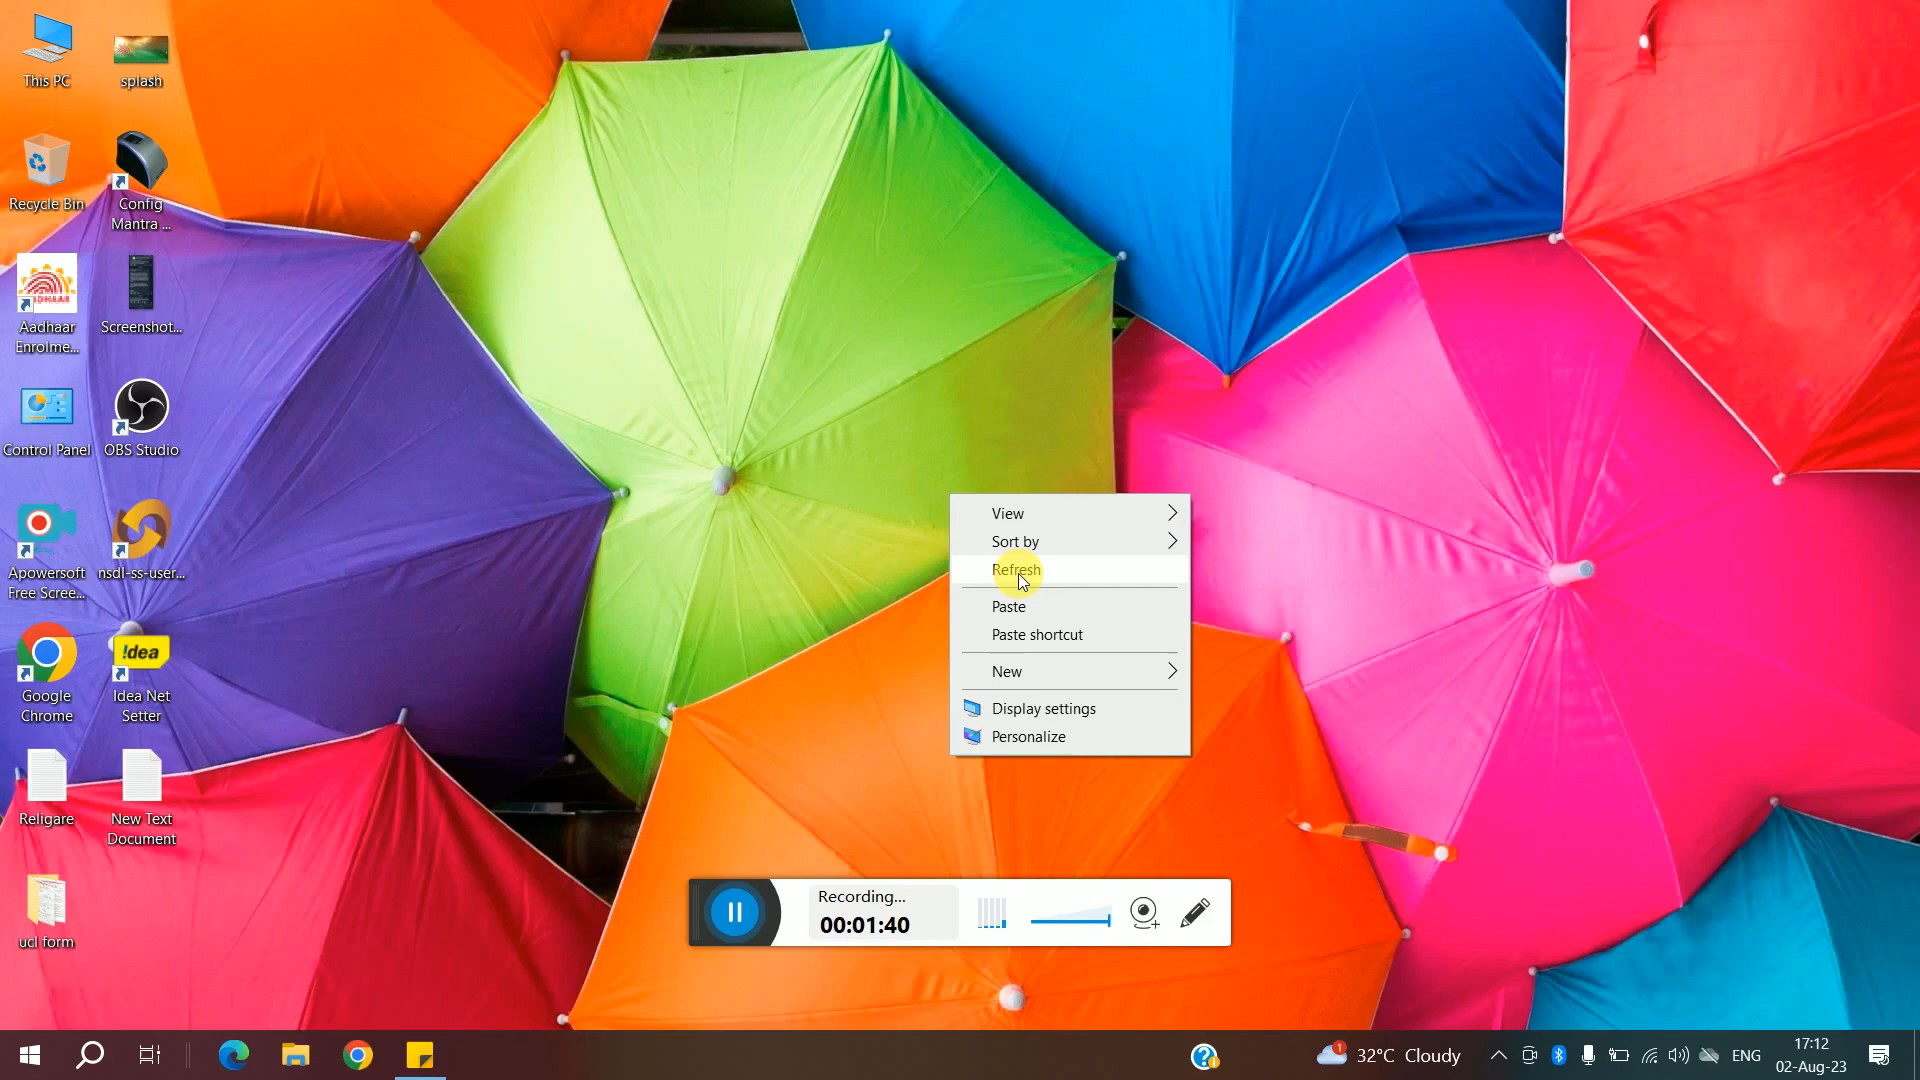 This PC
splash
Recycle Bin
Config
Mantra ...
Aadhaar
Enrolme...
Screenshot...
Control Panel
OBS Studio
Apowersoft
Free Scree...
nsdl-ss-user...
Google
Chrome
!dea
Idea Net
Setter
Religare
New Text
Document
ucl form
View
Sort by
Refresh
Paste
Paste shortcut
New
Display settings
Personalize
Recording...
00:01:40
1
32°C Cloudy
ENG
17:12
02-Aug-23